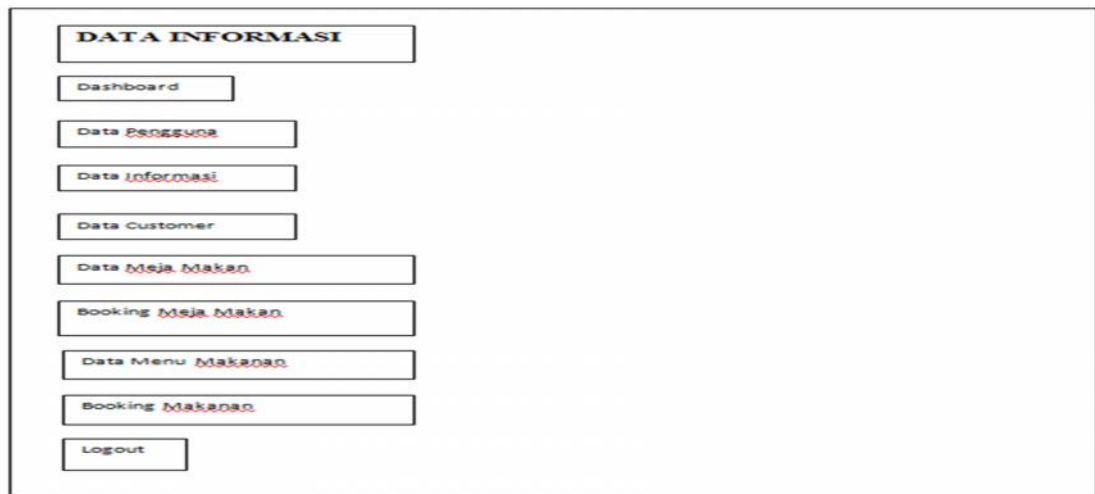 DATA INFORMASI
Dashboard
Data Pengguna
Data Informasi
Data Customer
Data Meja Makan
Booking Meja Makan
Data Menu Makanan
Booking Makanan
Logout